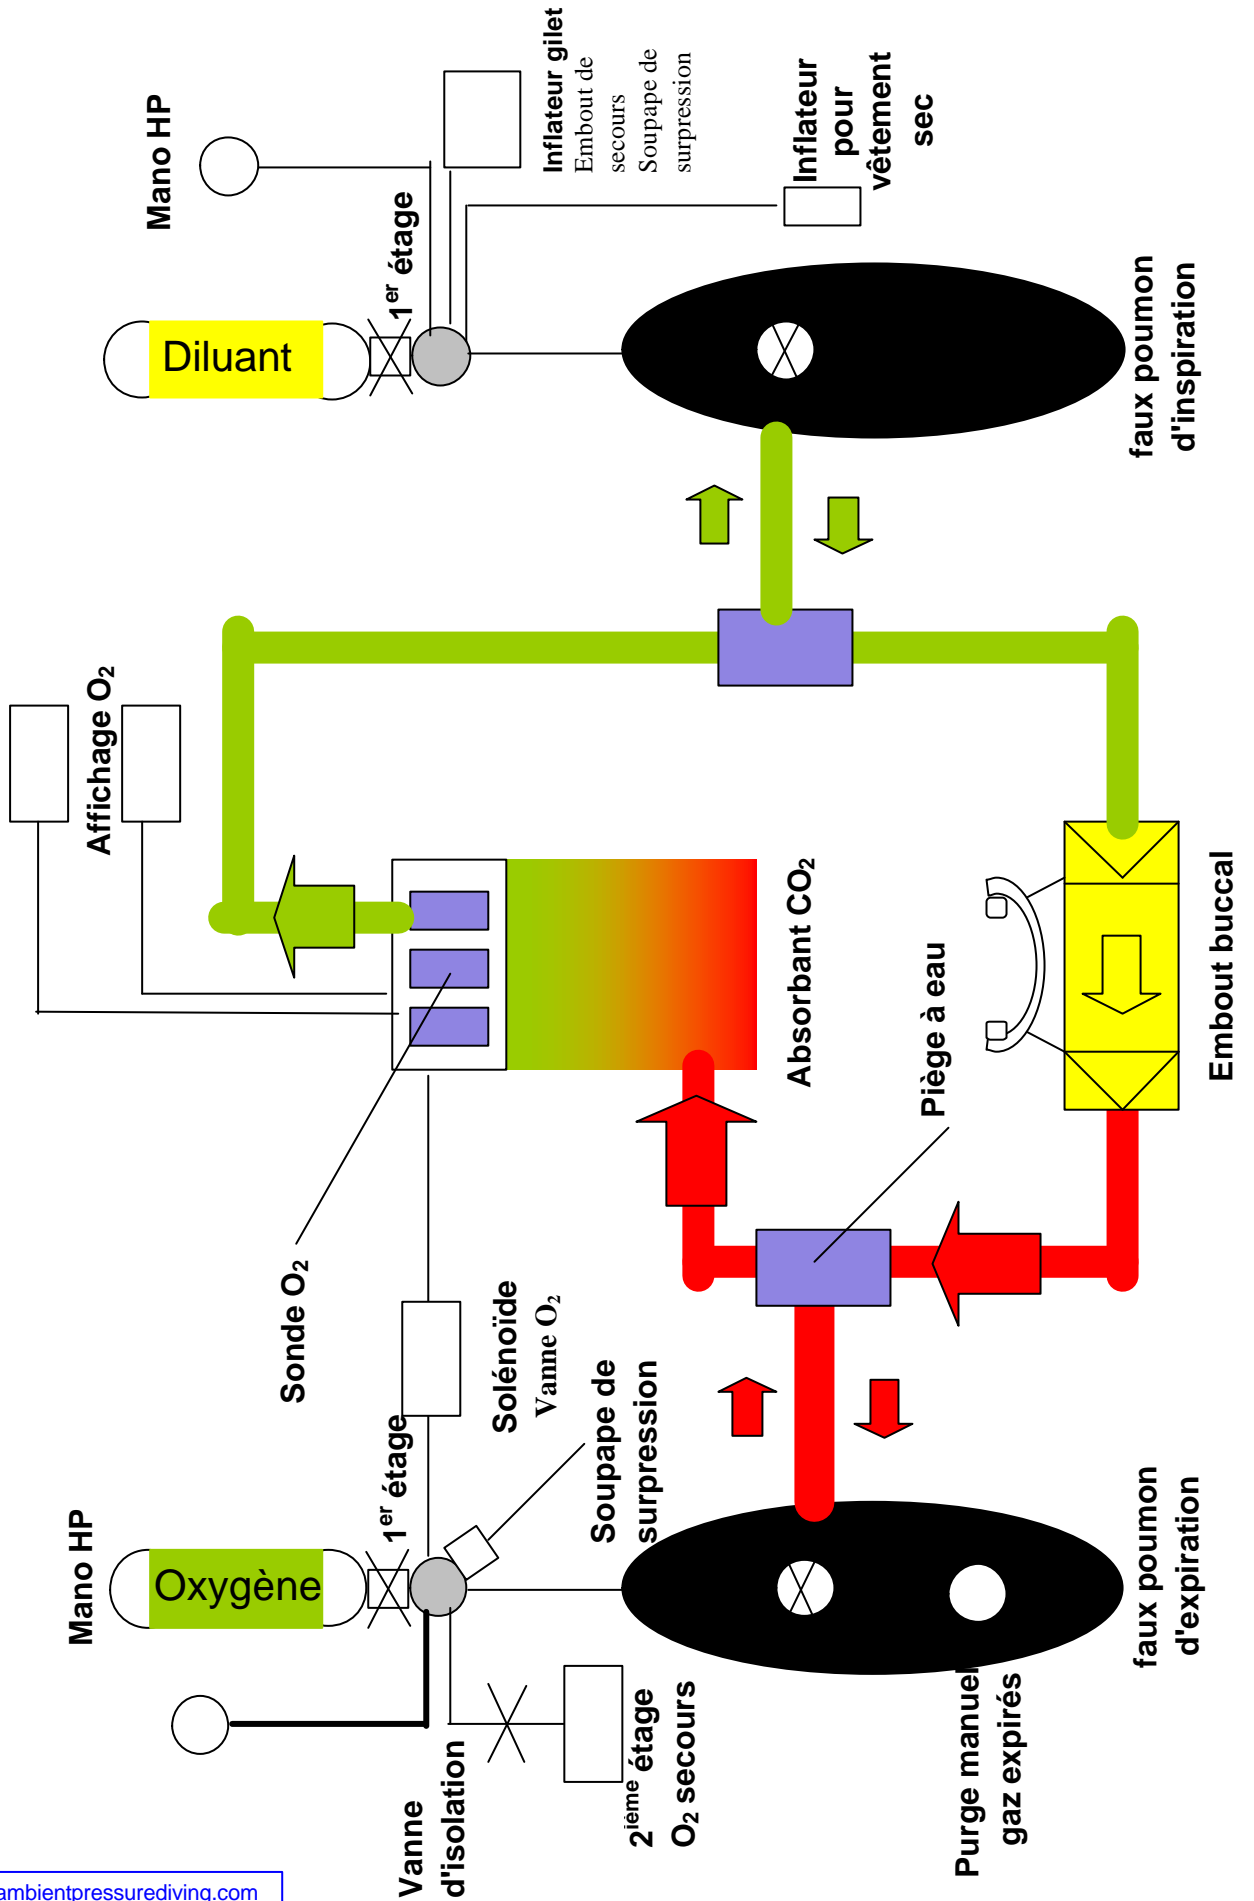 Mano HP
Oxygène
1er étage
Vanne
d'isolation
2ième étage
O2 secours
Solénoïde
Vanne O2
Soupape de
surpression
Sonde O2
Affichage O2
Absorbant CO2
Piège à eau
Embout buccal
Purge manuel
gaz expirés
faux poumon
d'expiration
Mano HP
Diluant
1er étage
Inflateur gilet
Embout de
secours
Soupape de
surpression
Inflateur
pour
vêtement
sec
faux poumon
d'inspiration
ambientpressurediving.com